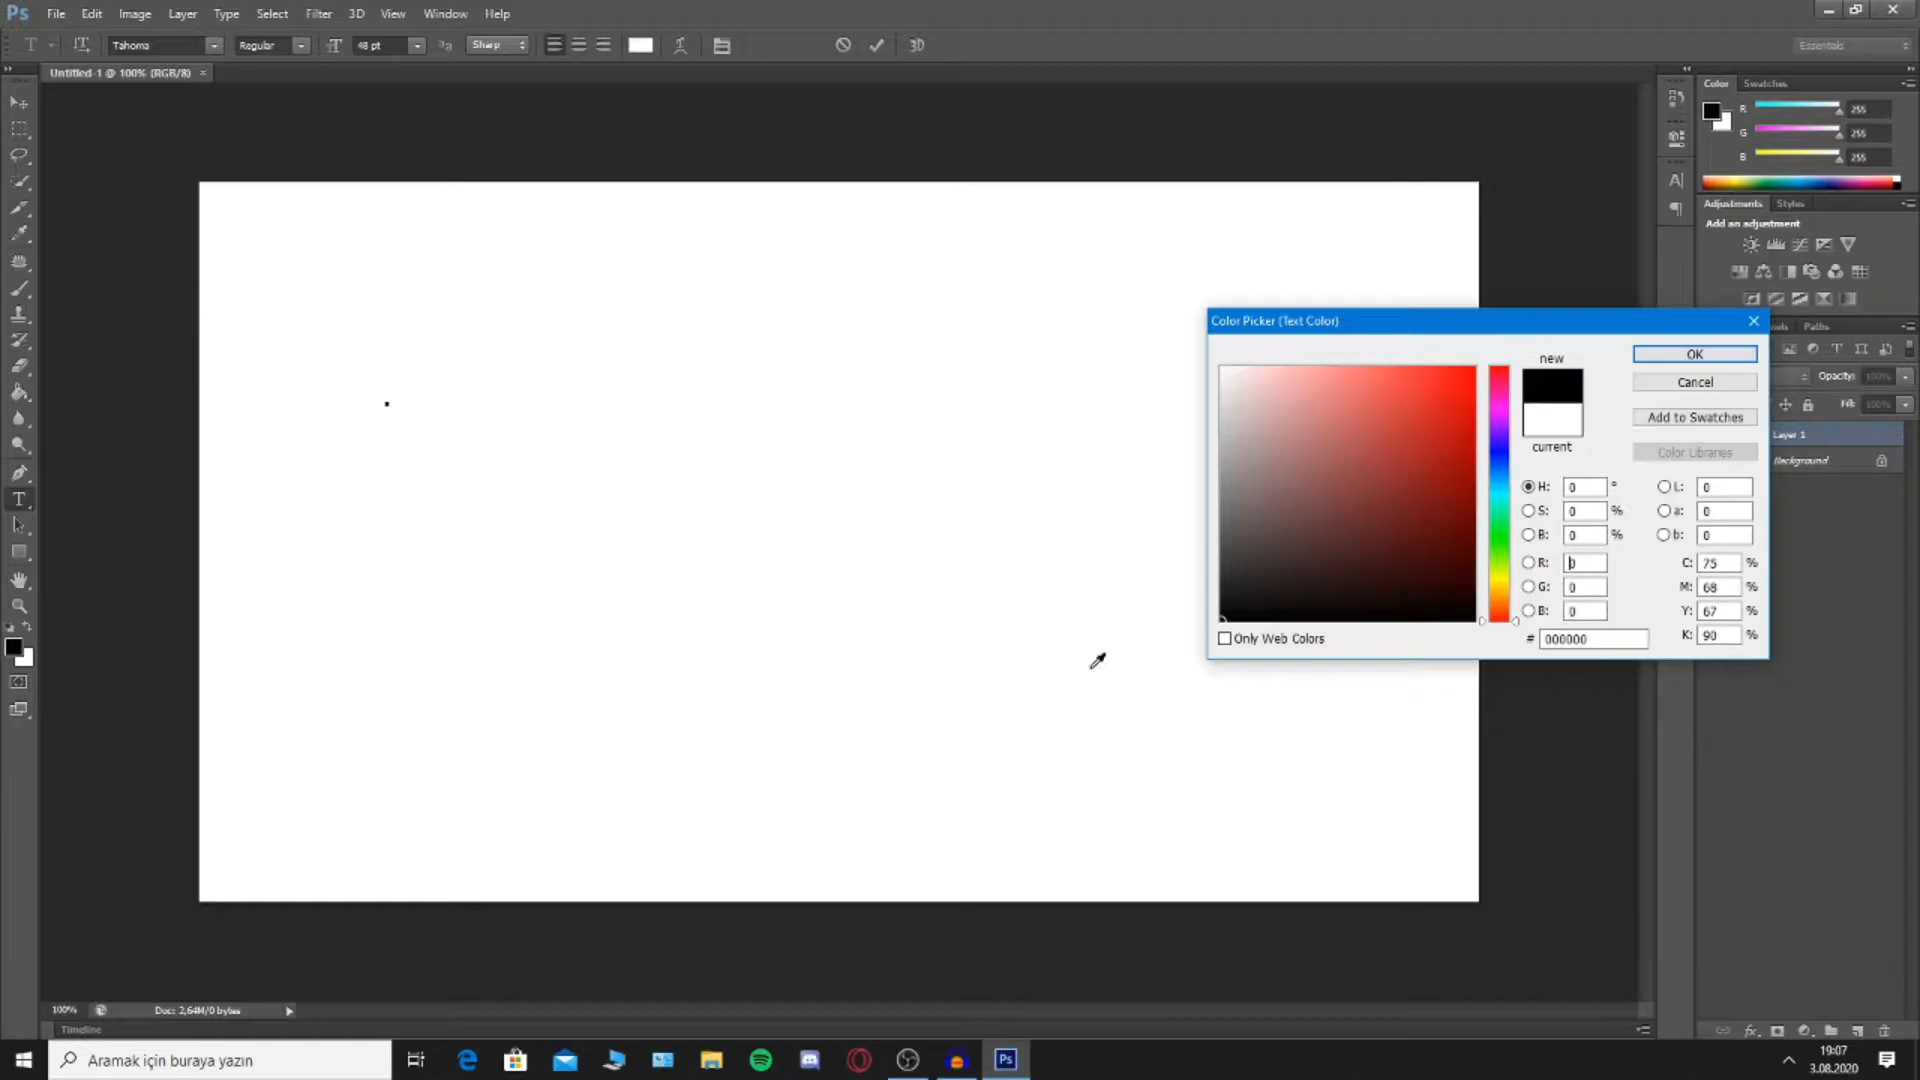 Ps File Edit Image Layer Type Select Filter 3D View Window Help
T Tahoma Regular 48 pt Sharp 3D Essentials
Untitled-1 @ 100% (RGB/8) ×
Color Swatches
R 255
G 255
B 255
Adjustments Styles
Add an adjustment
Paths
Opacity: 100%
Fill: 100%
Layer 1
Background
Color Picker (Text Color)
new
OK
Cancel
Add to Swatches
current
Color Libraries
H: 0 ° L: 0
S: 0 % a: 0
B: 0 % b: 0
R: 0 C: 75 %
G: 0 M: 68 %
B: 0 Y: 67 %
# 000000 K: 90 %
Only Web Colors
100% Doc: 2,64M/0 bytes
Timeline
Aramak için buraya yazın
Ps
19:07
3.08.2020